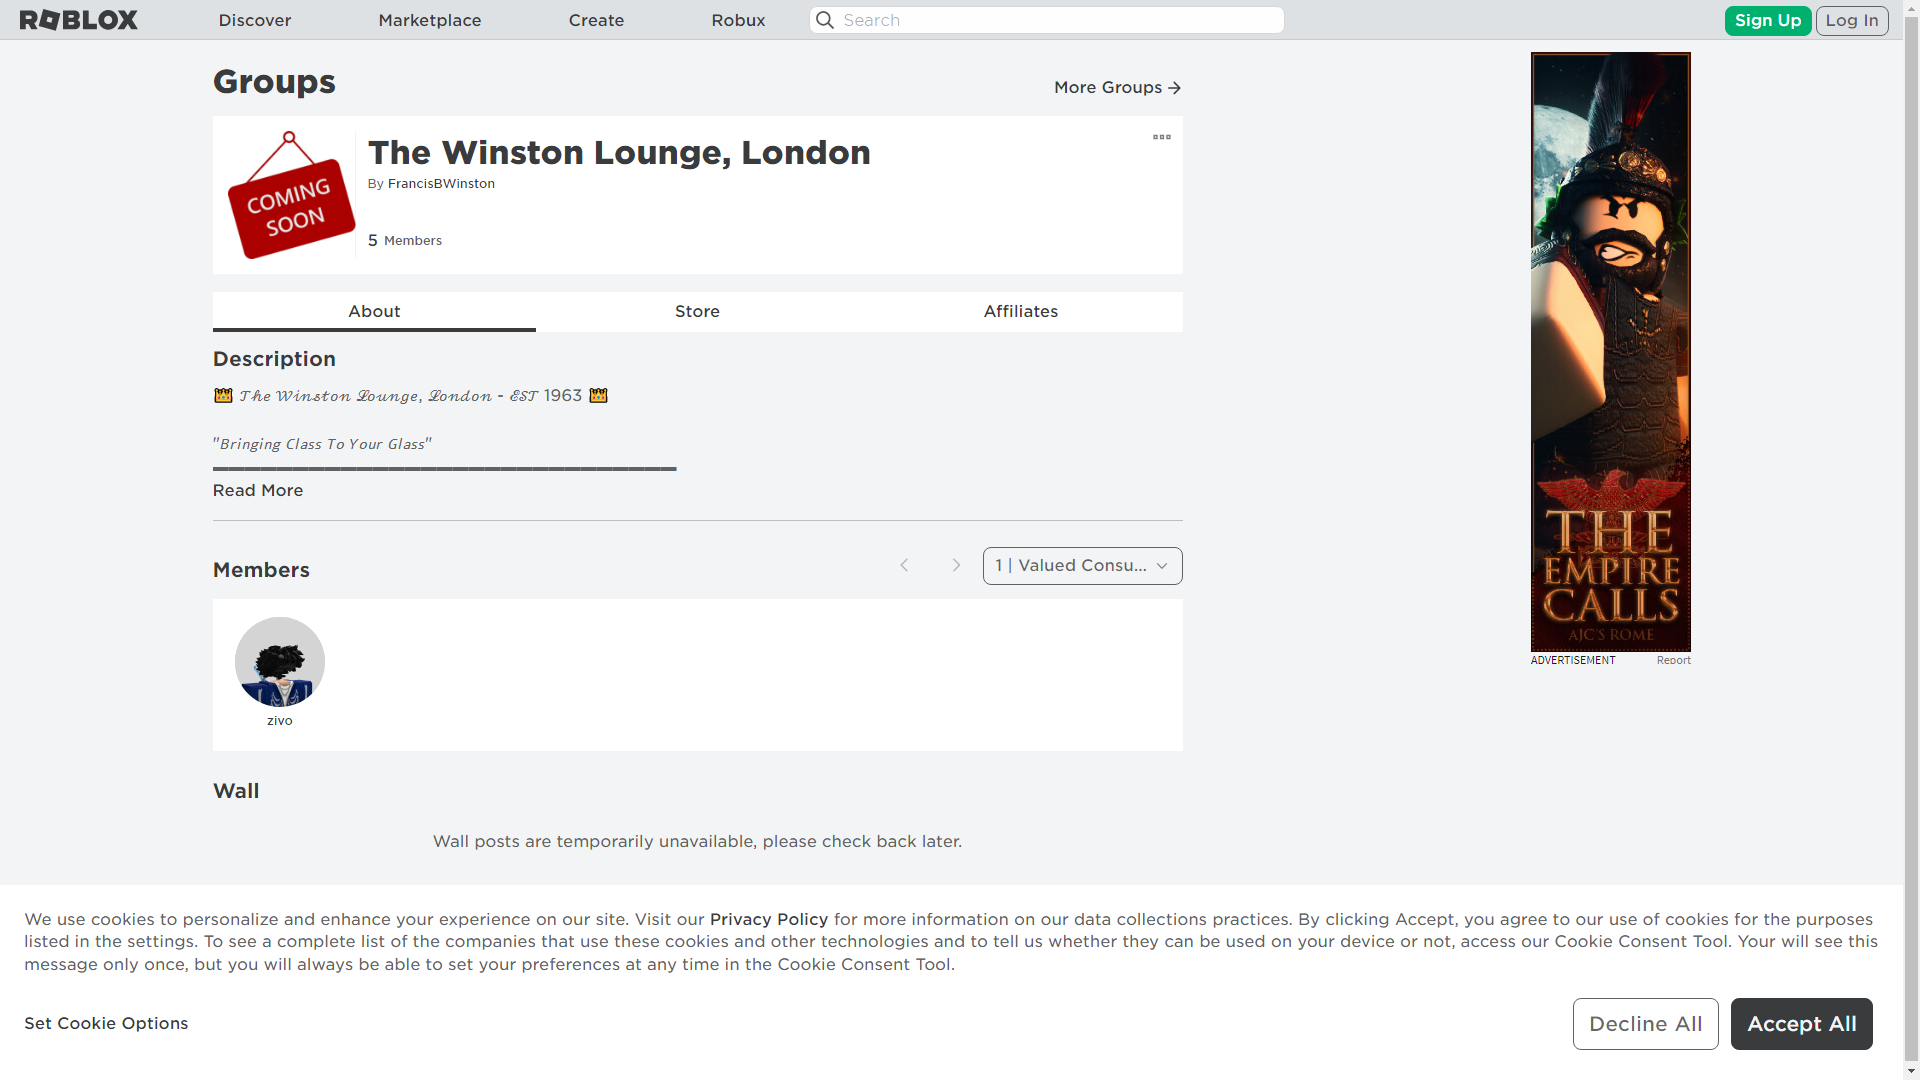 ROBLOX
Discover
Marketplace
Create
Robux
Search
Sign Up
Log In
Groups
More Groups
COMING
SOON
The Winston Lounge, London
By FrancisBWinston
5 Members
About
Store
Affiliates
Description
👑 𝓣𝓱𝓮 𝓦𝓲𝓷𝓼𝓽𝓸𝓷 𝓛𝓸𝓾𝓷𝓰𝓮, 𝓛𝓸𝓷𝓭𝓸𝓷 - 𝓔𝓢𝓣 1963 👑
"𝘉𝘳𝘪𝘯𝘨𝘪𝘯𝘨 𝘊𝘭𝘢𝘴𝘴 𝘛𝘰 𝘠𝘰𝘶𝘳 𝘎𝘭𝘢𝘴𝘴"
Read More
Members
1 | Valued Consu...
zivo
Wall
Wall posts are temporarily unavailable, please check back later.
THE
EMPIRE
CALLS
AJC'S ROME
ADVERTISEMENT
Report
We use cookies to personalize and enhance your experience on our site. Visit our Privacy Policy for more information on our data collections practices. By clicking Accept, you agree to our use of cookies for the purposes
listed in the settings. To see a complete list of the companies that use these cookies and other technologies and to tell us whether they can be used on your device or not, access our Cookie Consent Tool. Your will see this
message only once, but you will always be able to set your preferences at any time in the Cookie Consent Tool.
Set Cookie Options
Decline All
Accept All